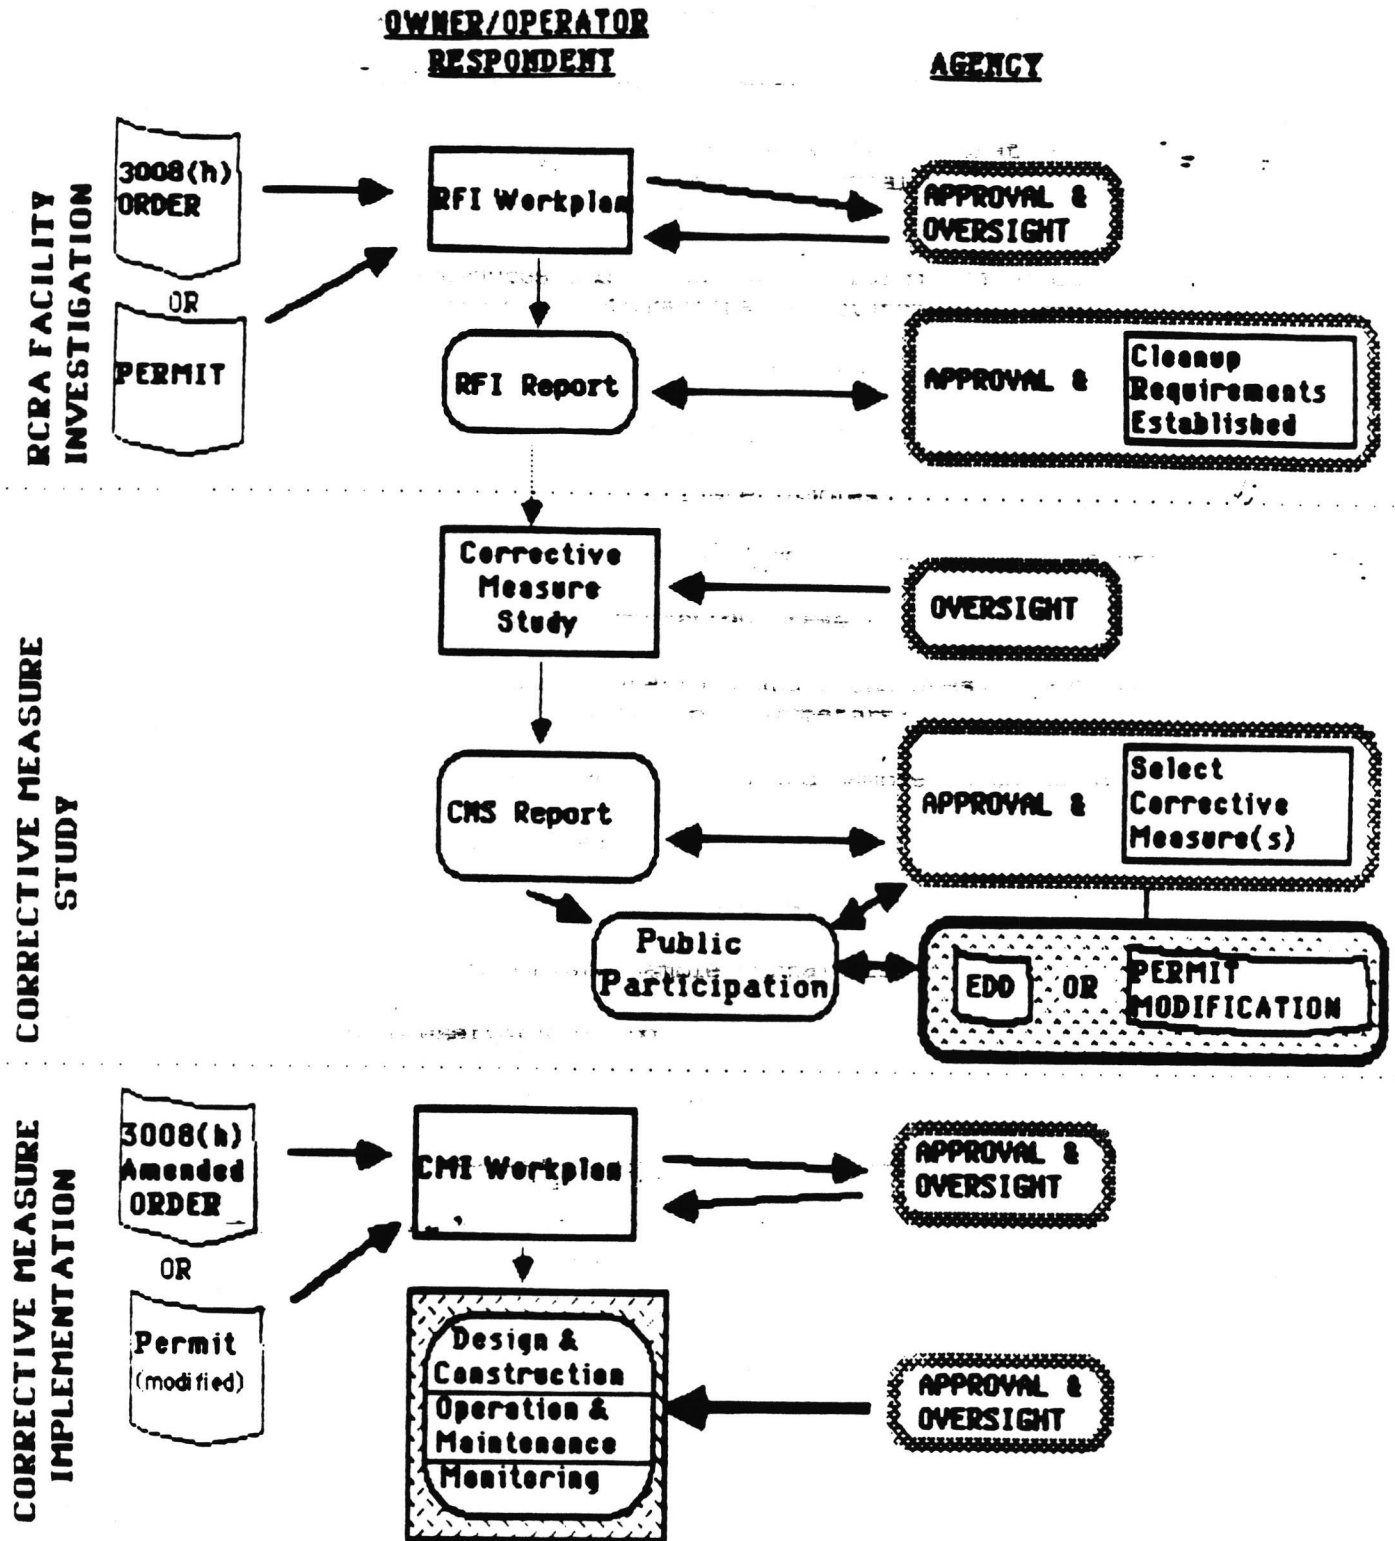 OWNER/OPERATOR
RESPONDENT
AGENCY
RCRA FACILITY
INVESTIGATION
3008(h)
ORDER
OR
PERMIT
RFI Workplan
APPROVAL &
OVERSIGHT
RFI Report
APPROVAL &
Cleanup
Requirements
Established
CORRECTIVE MEASURE
STUDY
Corrective
Measure
Study
OVERSIGHT
CMS Report
APPROVAL &
Select
Corrective
Measure(s)
Public
Participation
EDD OR PERMIT
MODIFICATION
CORRECTIVE MEASURE
IMPLEMENTATION
3008(h)
Amended
ORDER
OR
Permit
(modified)
CMI Workplan
APPROVAL &
OVERSIGHT
Design &
Construction
Operation &
Maintenance
Monitoring
APPROVAL &
OVERSIGHT